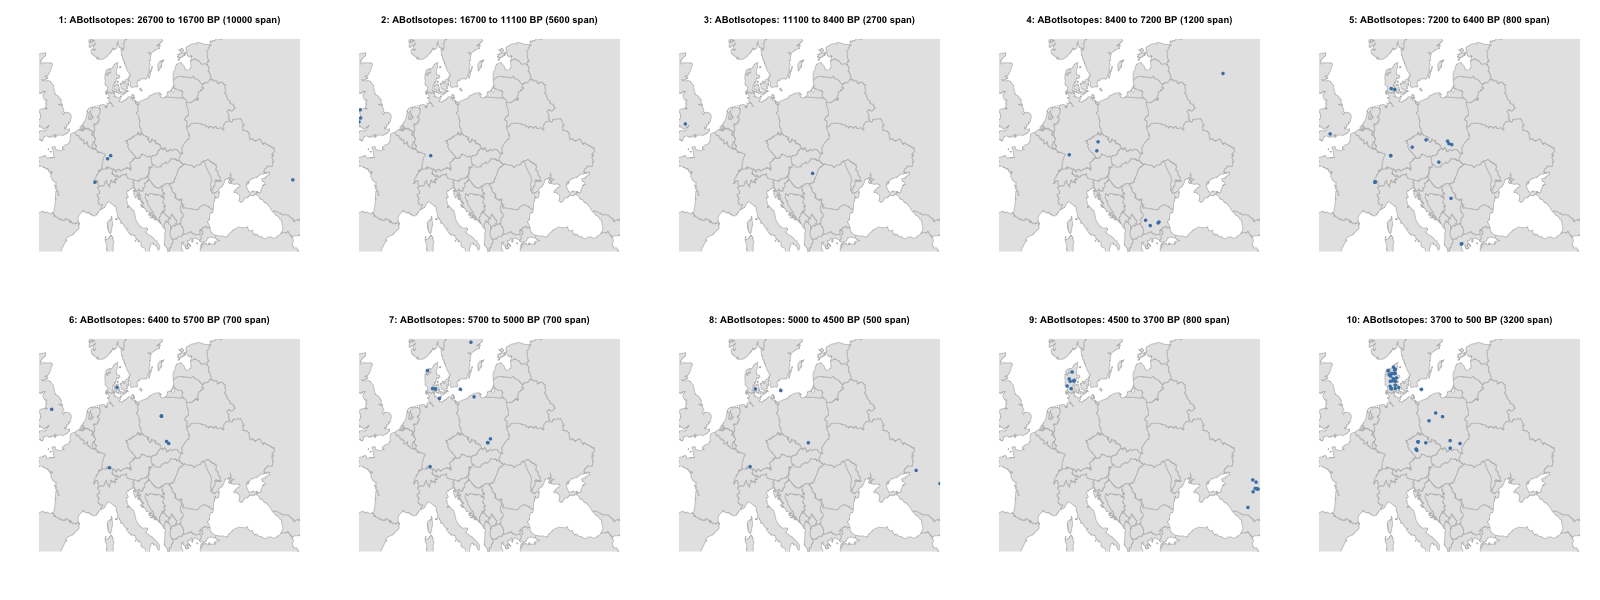 1: ABotIsotopes: 26700 to 16700 BP (10000 span)
2: ABotIsotopes: 16700 to 11100 BP (5600 span)
3: ABotIsotopes: 11100 to 8400 BP (2700 span)
4: ABotIsotopes: 8400 to 7200 BP (1200 span)
5: ABotIsotopes: 7200 to 6400 BP (800 span)
6: ABotIsotopes: 6400 to 5700 BP (700 span)
7: ABotIsotopes: 5700 to 5000 BP (700 span)
8: ABotIsotopes: 5000 to 4500 BP (500 span)
9: ABotIsotopes: 4500 to 3700 BP (800 span)
10: ABotIsotopes: 3700 to 500 BP (3200 span)